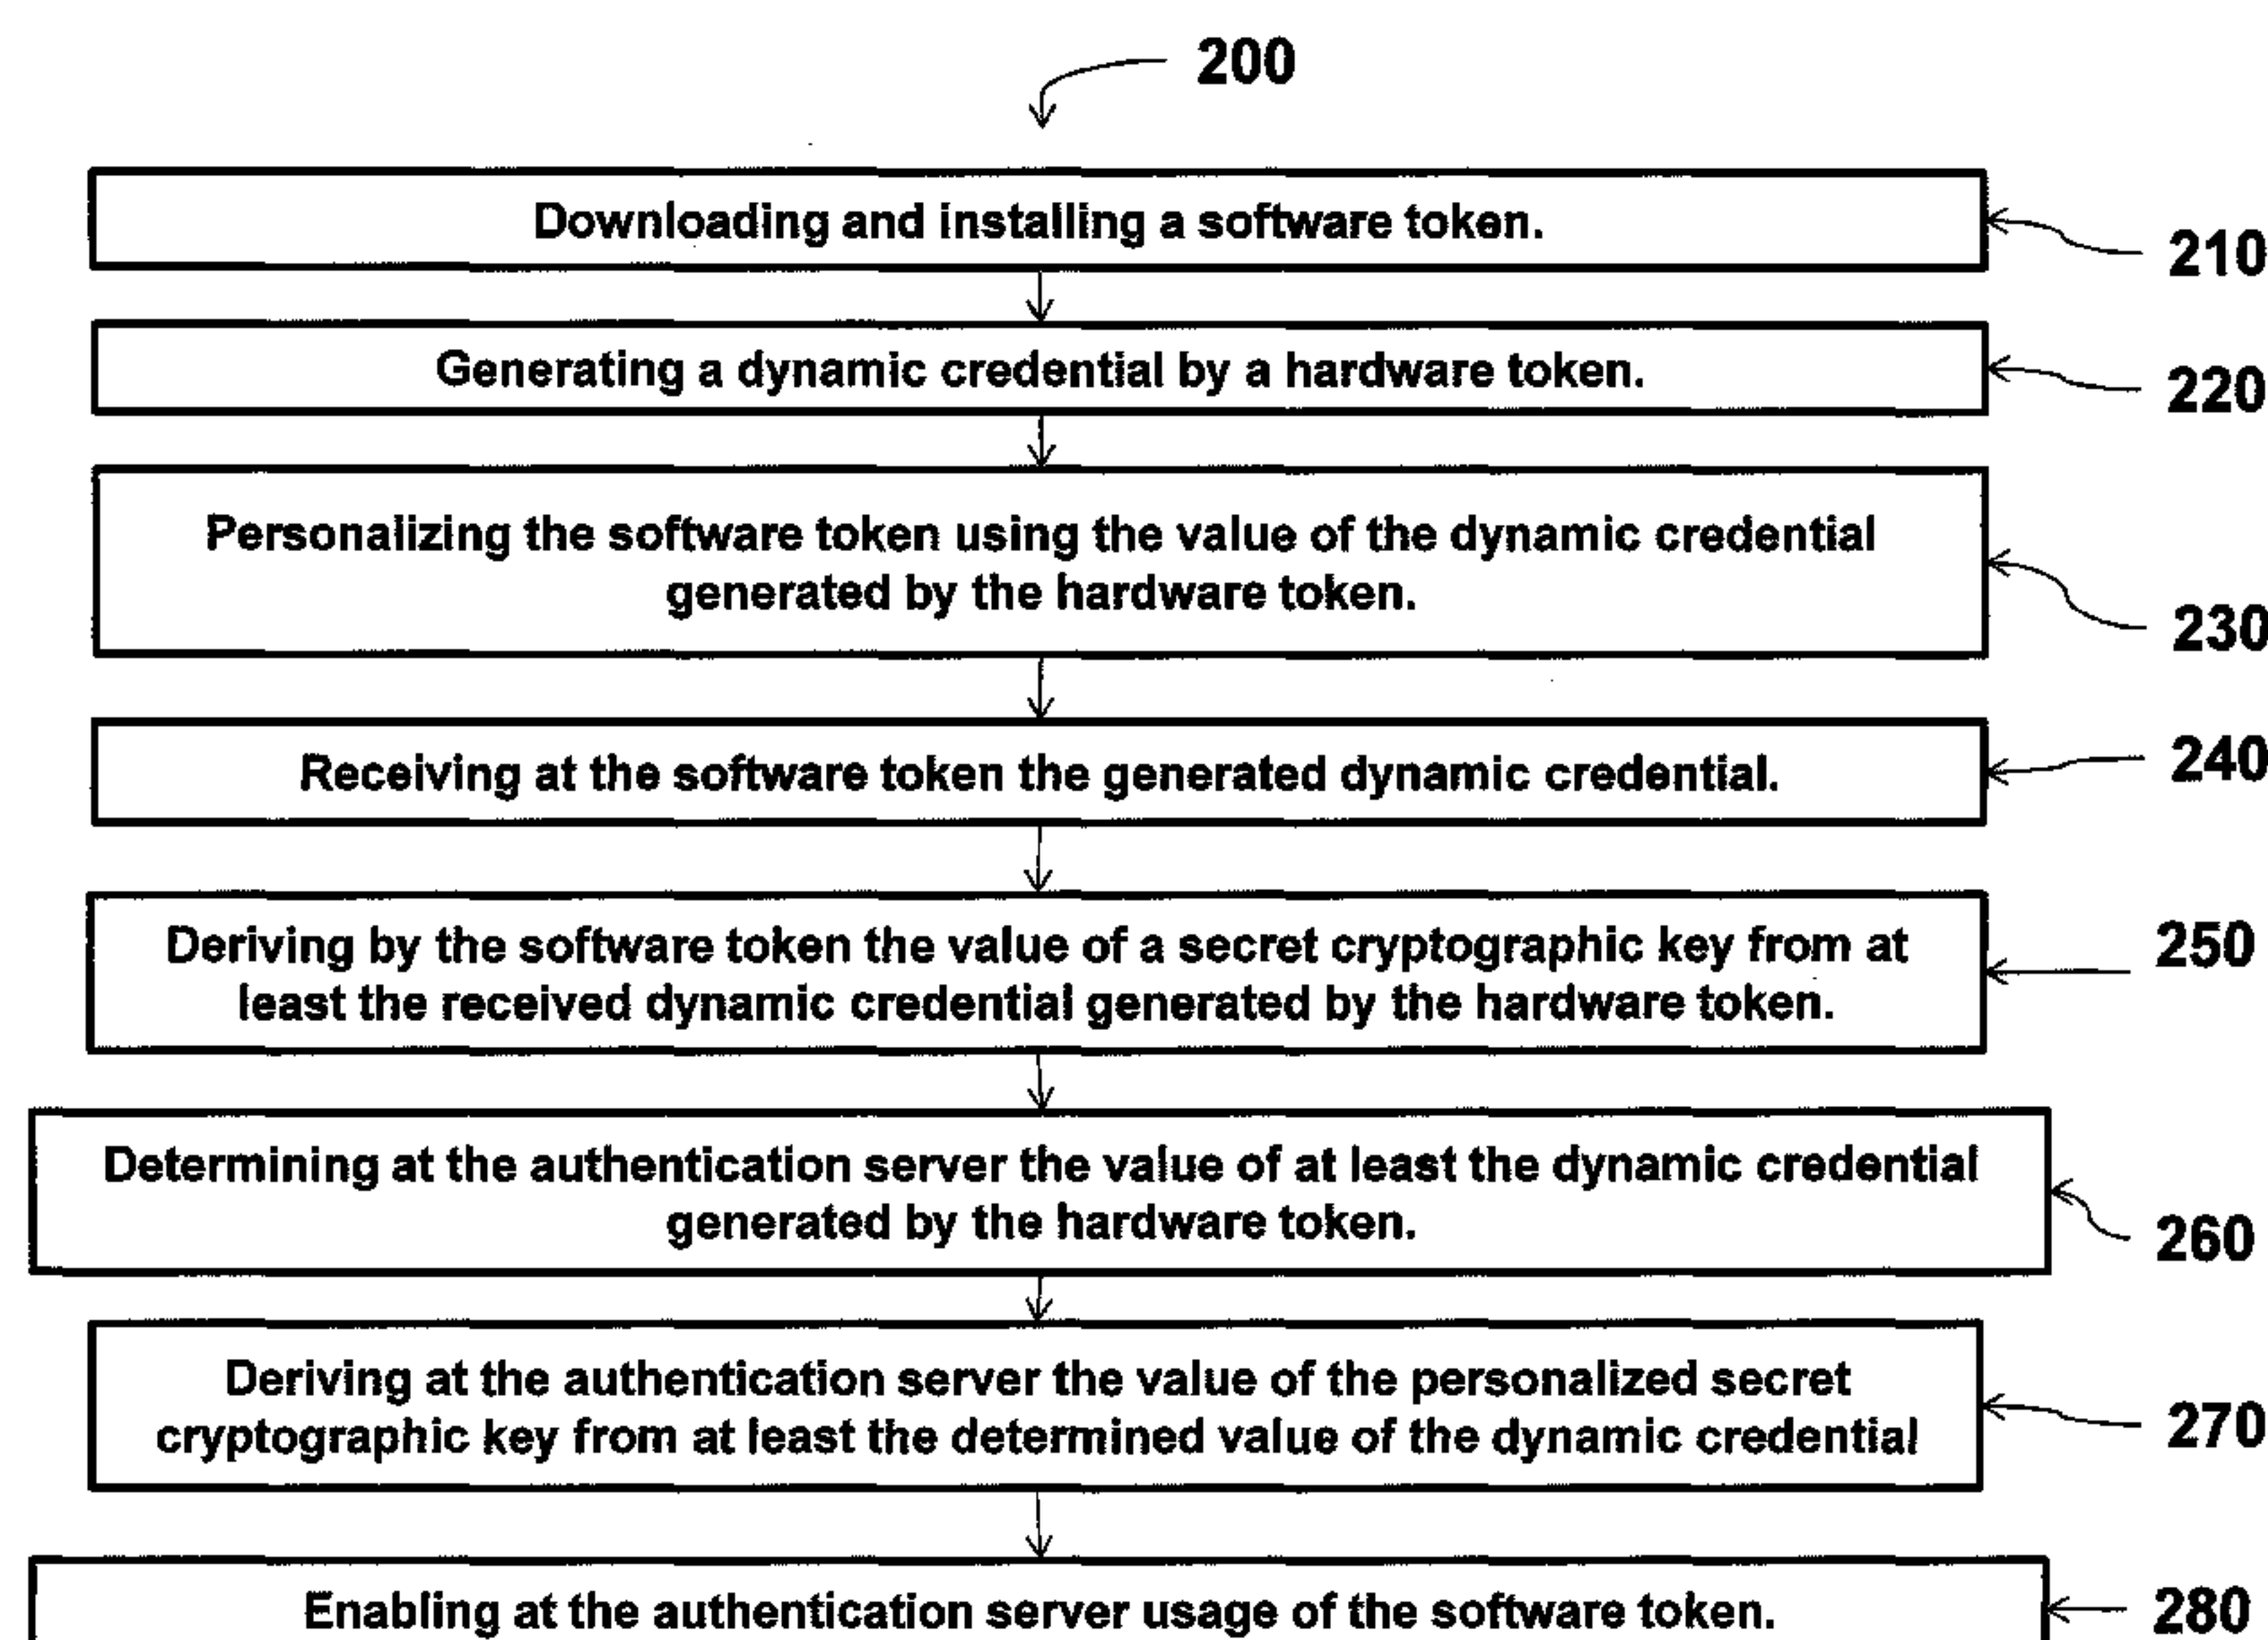 200
Downloading and installing a software token.
210
Generating a dynamic credential by a hardware token.
220
Personalizing the software token using the value of the dynamic credential
generated by the hardware token.
230
Receiving at the software token the generated dynamic credential.
240
Deriving by the software token the value of a secret cryptographic key from at
least the received dynamic credential generated by the hardware token.
250
Determining at the authentication server the value of at least the dynamic credential
generated by the hardware token.
260
Deriving at the authentication server the value of the personalized secret
cryptographic key from at least the determined value of the dynamic credential
270
Enabling at the authentication server usage of the software token.
280